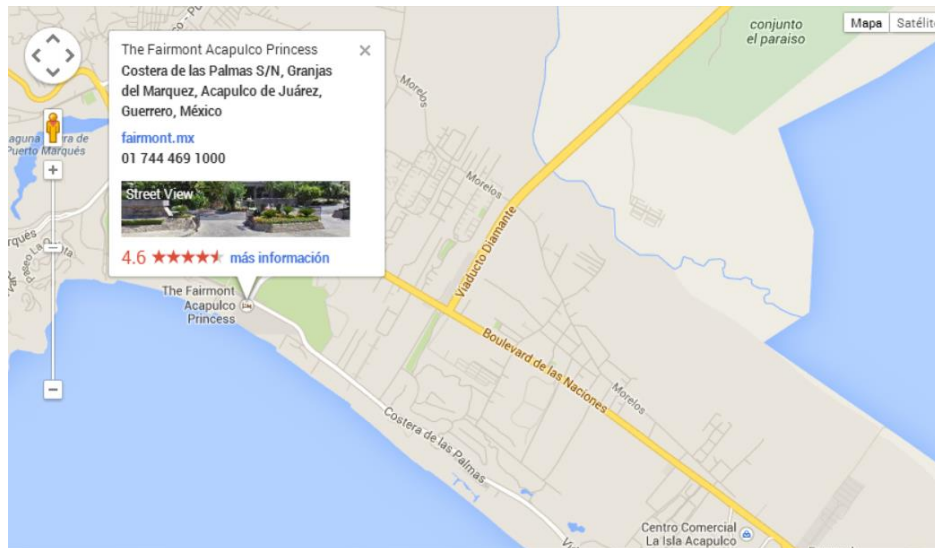 conjunto
el paraiso
Mapa
Satélite
The Fairmont Acapulco Princess
Costera de las Palmas S/N, Granjas
del Marquez, Acapulco de Juárez,
Guerrero, México
fairmont.mx
01 744 469 1000
Street View
4.6
más información
Morelos
Morelos
Viaducto Diamante
Puerto Marqués
The Fairmont
Acapulco
Princess
Boulevard de las Naciones
Morelos
Costera de las Palmas
Centro Comercial
La Isla Acapulco